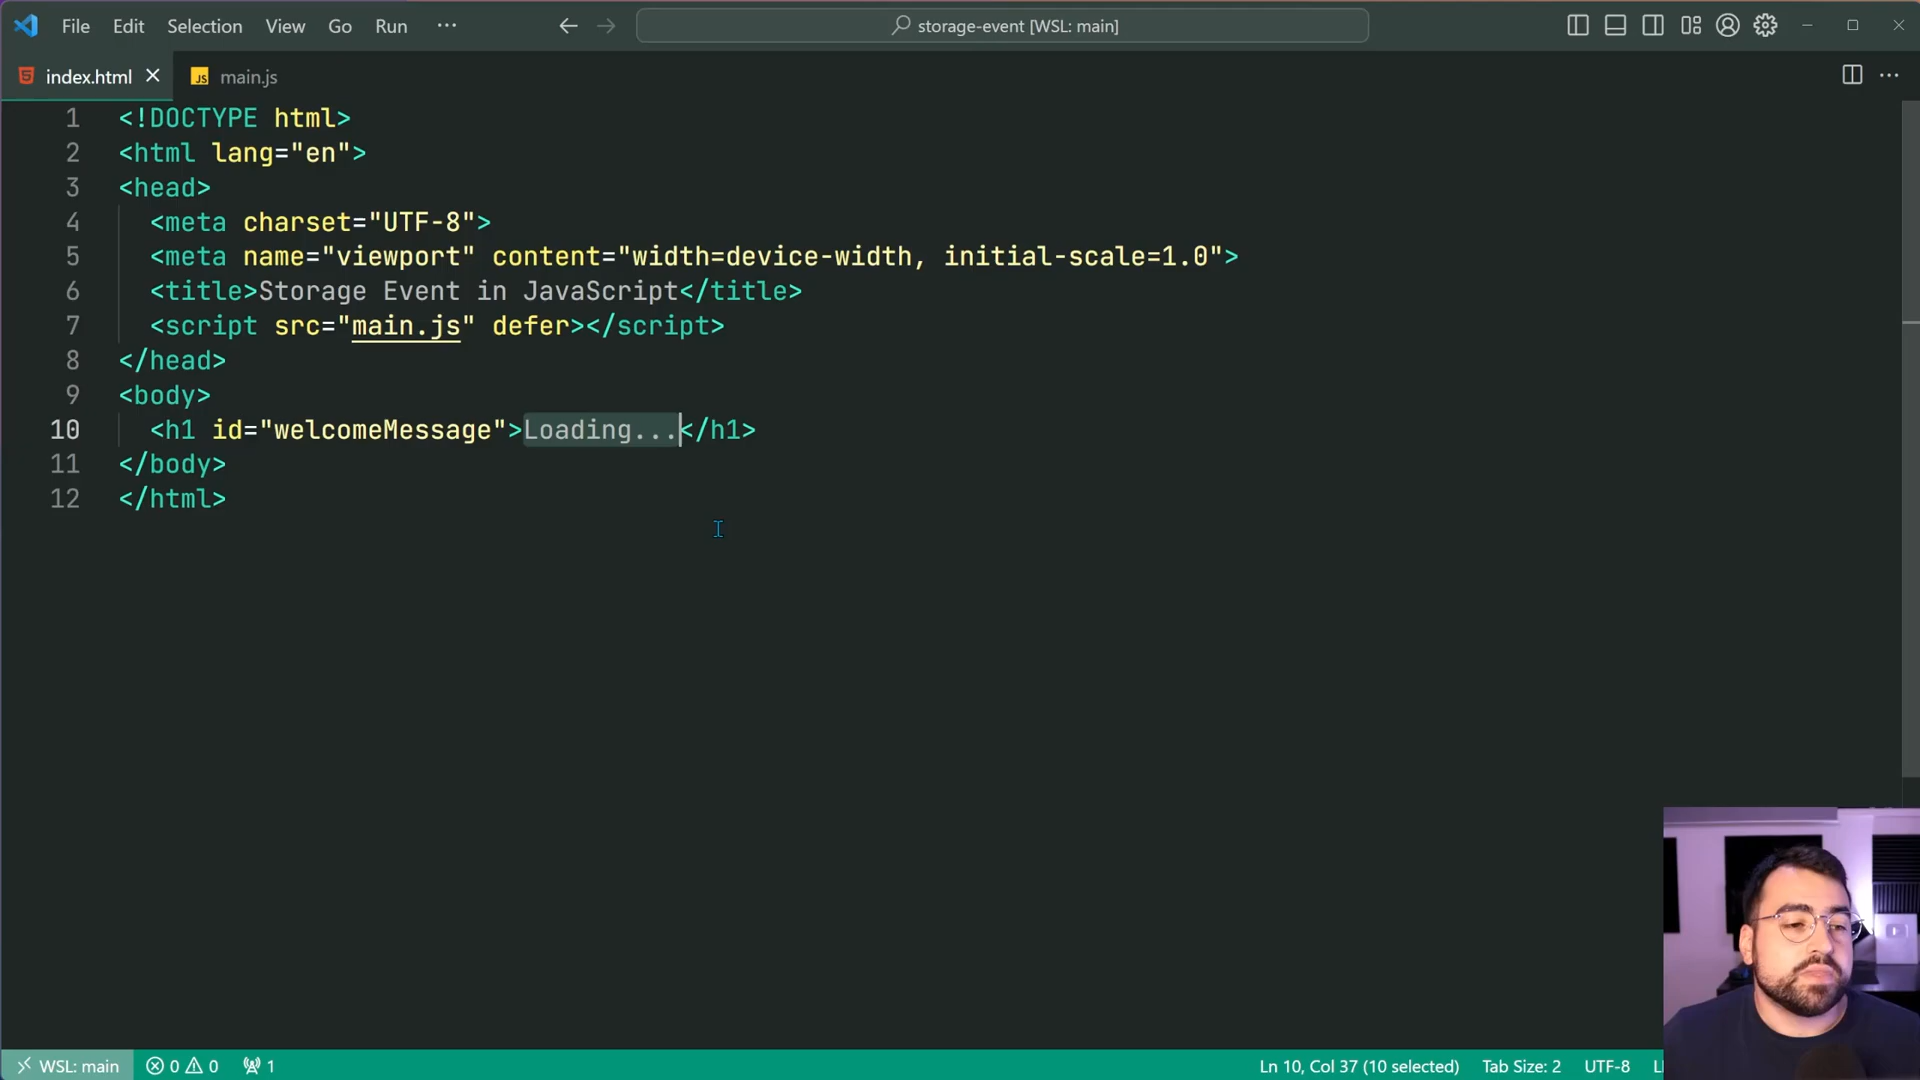 File Edit Selection View Go Run ··· storage-event [WSL: main]
index.html JS main.js
1 <!DOCTYPE html>
2 <html lang="en">
3 <head>
4 <meta charset="UTF-8">
5 <meta name="viewport" content="width=device-width, initial-scale=1.0">
6 <title>Storage Event in JavaScript</title>
7 <script src="main.js" defer></script>
8 </head>
9 <body>
10 <h1 id="welcomeMessage">Loading...</h1>
11 </body>
12 </html>
WSL: main 0 0 1 Ln 10, Col 37 (10 selected) Tab Size: 2 UTF-8